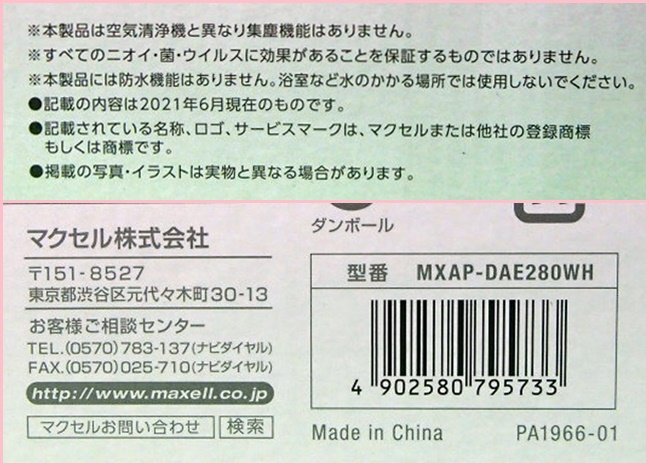 ※本製品は空気清浄機と異なり集塵機能はありません。
※すべてのニオイ・菌・ウイルスに効果があることを保証するものではありません。
※本製品には防水機能はありません。浴室など水のかかる場所では使用しないでください。
●記載の内容は2021年6月現在のものです。
●記載されている名称、ロゴ、サービスマークは、マクセルまたは他社の登録商標
もしくは商標です。
●掲載の写真・イラストは実物と異なる場合があります。
マクセル株式会社
〒151-8527
東京都渋谷区元代々木町30-13
お客様ご相談センター
TEL.(0570)783-137(ナビダイヤル)
FAX.(0570)025-710(ナビダイヤル)
http://www.maxell.co.jp
マクセルお問い合わせ 検索
ダンボール
型番 MXAP-DAE280WH
4 902580 795733
Made in China PA1966-01